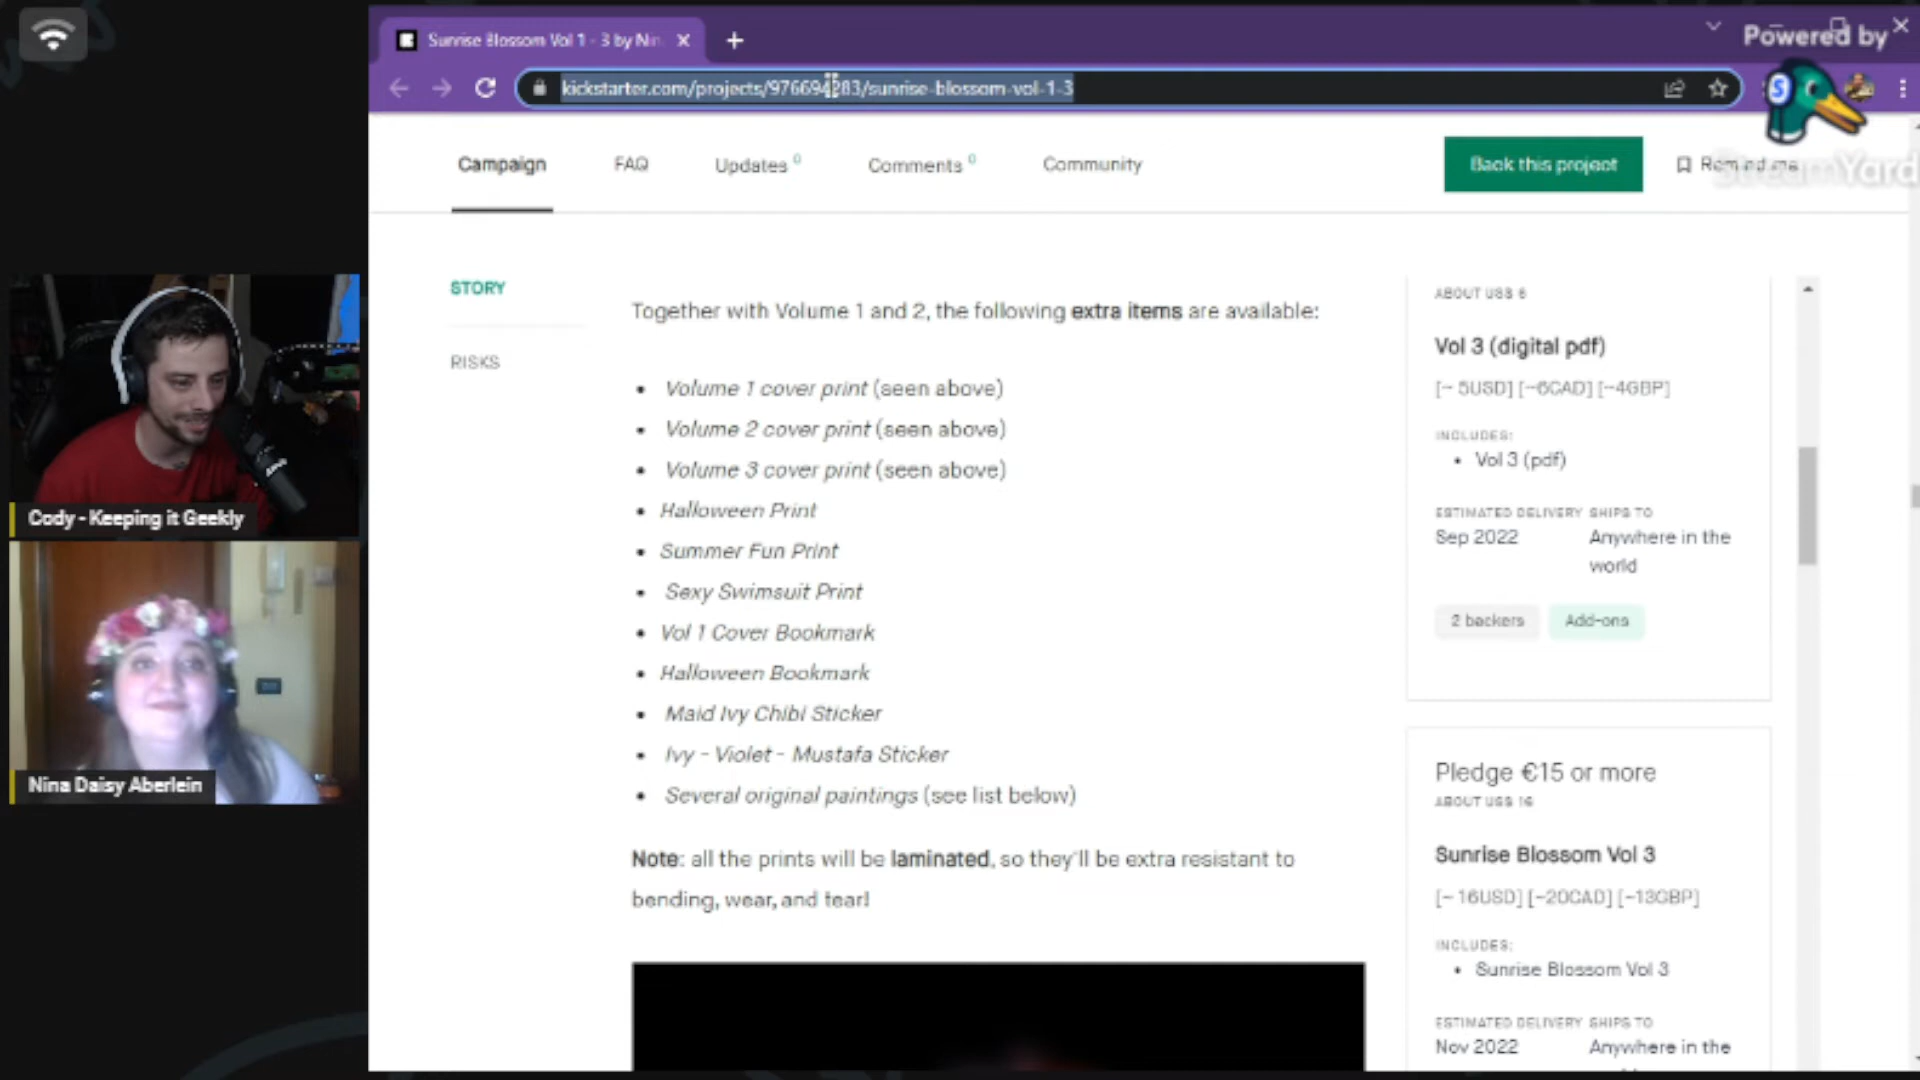 Sunrise Blossom Vol 1 - 3 by Nin
Powered by
kickstarter.com/projects/976694283/sunrise-blossom-vol-1-3
S
StreamYard
Campaign
FAQ
Updates 0
Comments 0
Community
Back this project
Remind me
STORY
RISKS
Together with Volume 1 and 2, the following extra items are available:
• Volume 1 cover print (seen above)
• Volume 2 cover print (seen above)
• Volume 3 cover print (seen above)
• Halloween Print
• Summer Fun Print
• Sexy Swimsuit Print
• Vol 1 Cover Bookmark
• Halloween Bookmark
• Maid Ivy Chibi Sticker
• Ivy - Violet - Mustafa Sticker
• Several original paintings (see list below)
Note: all the prints will be laminated, so they'll be extra resistant to
bending, wear, and tear!
ABOUT US$ 6
Vol 3 (digital pdf)
[~ 5USD] [~6CAD] [~4GBP]
INCLUDES:
• Vol 3 (pdf)
ESTIMATED DELIVERY SHIPS TO
Sep 2022 Anywhere in the
world
2 backers
Add-ons
Pledge €15 or more
ABOUT US$ 16
Sunrise Blossom Vol 3
[~ 16USD] [~20CAD] [~13GBP]
INCLUDES:
• Sunrise Blossom Vol 3
ESTIMATED DELIVERY SHIPS TO
Nov 2022 Anywhere in the
Cody - Keeping it Geekly
Nina Daisy Aberlein